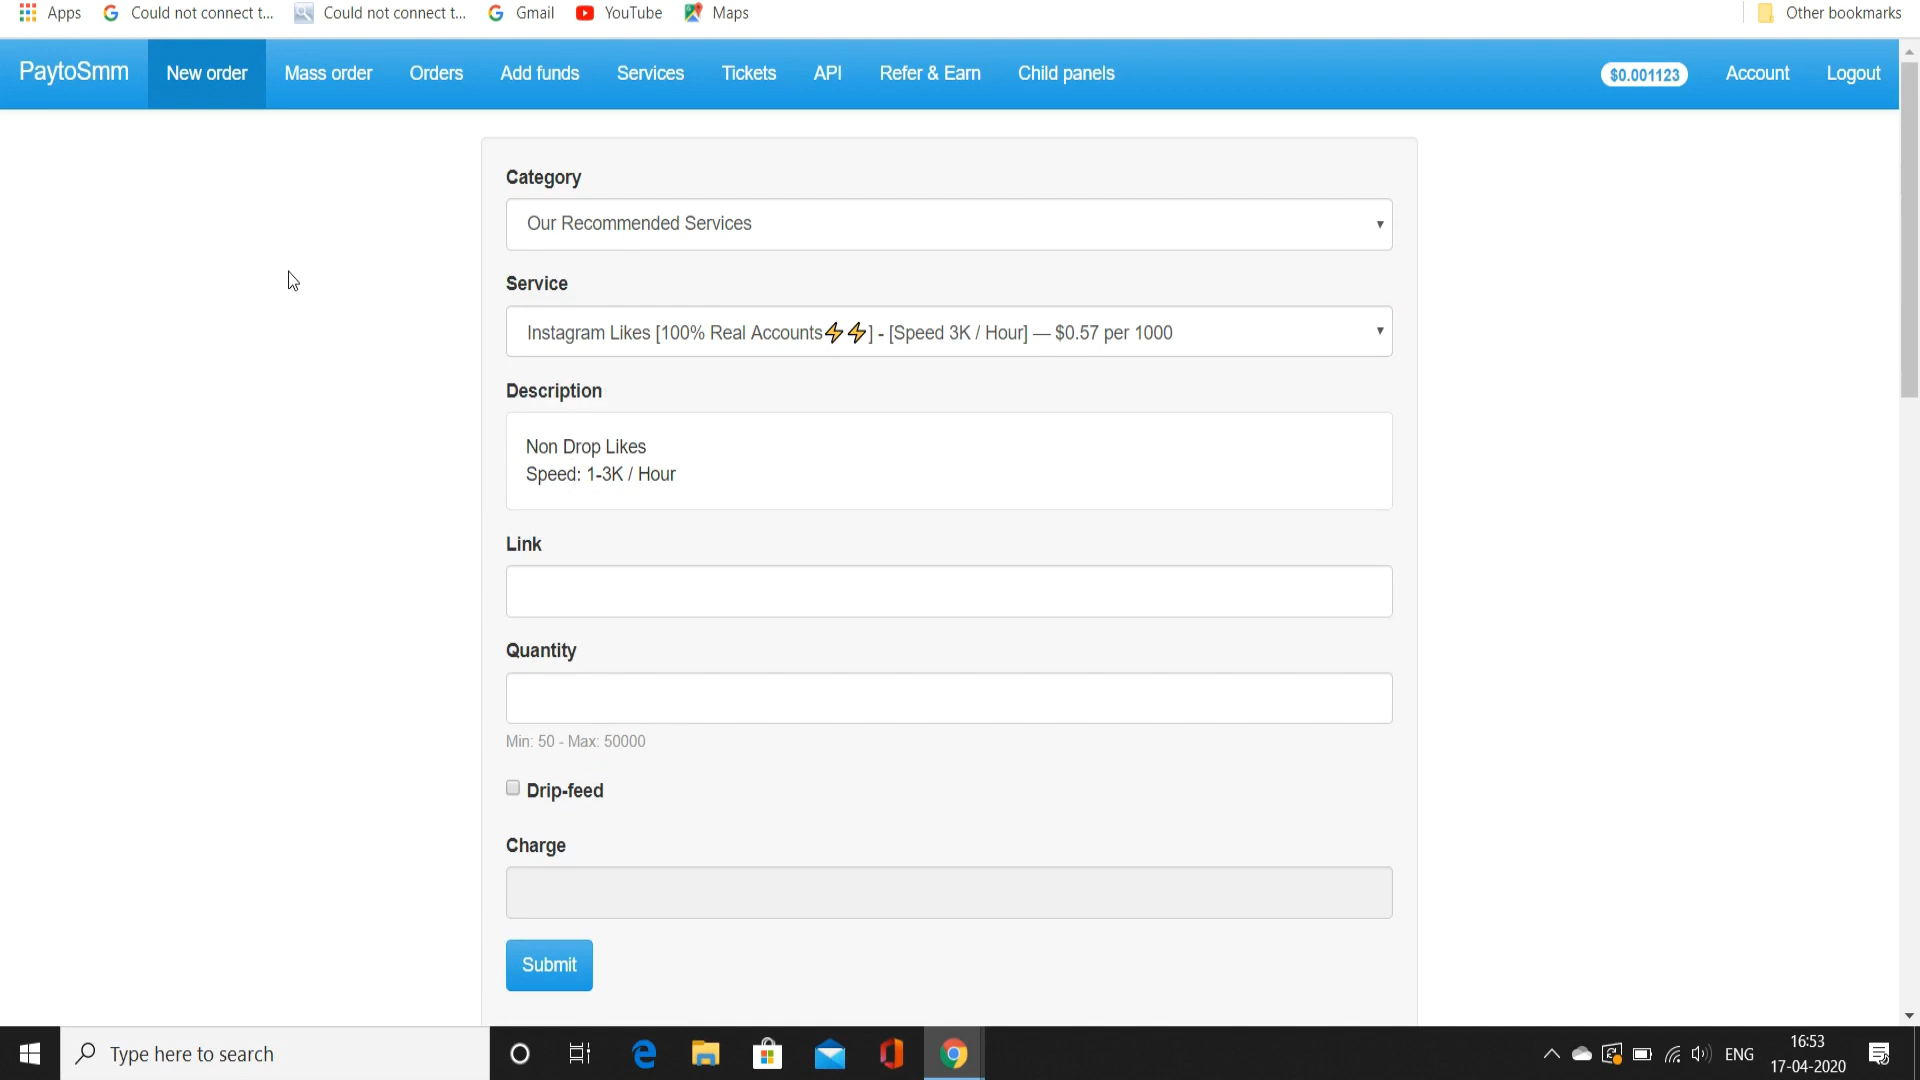 Apps
Could not connect t...
Could not connect t...
Gmail
YouTube
Maps
Other bookmarks
PaytoSmm
New order
Mass order
Orders
Add funds
Services
Tickets
API
Refer & Earn
Child panels
$0.001123
Account
Logout
Category
Our Recommended Services
Service
Instagram Likes [100% Real Accounts⚡⚡] - [Speed 3K / Hour] — $0.57 per 1000
Description
Non Drop Likes
Speed: 1-3K / Hour
Link
Quantity
Min: 50 - Max: 50000
Drip-feed
Charge
Submit
Type here to search
ENG
16:53
17-04-2020